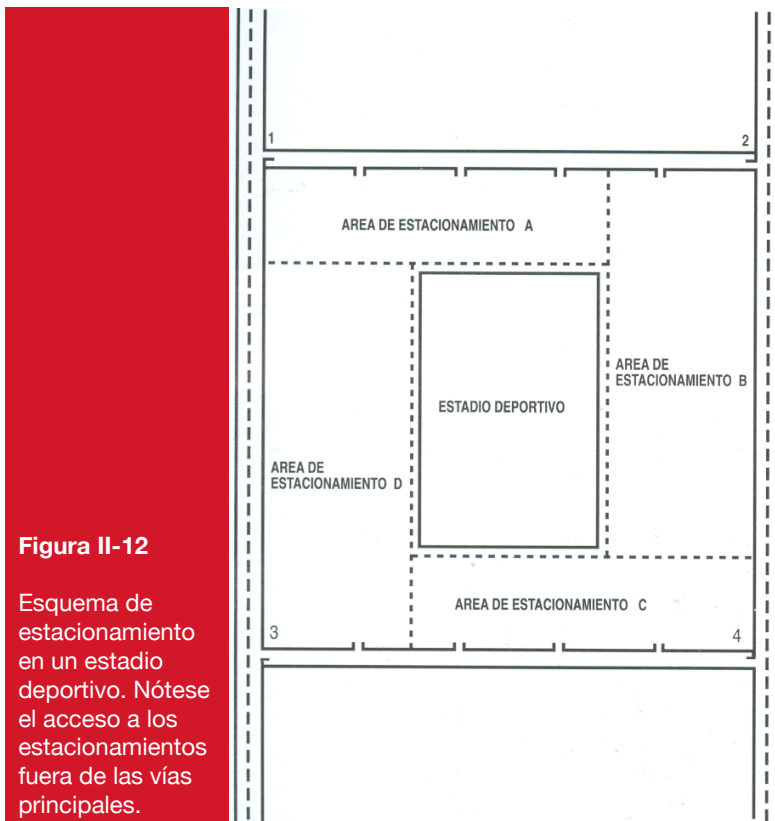 Figura II-12
Esquema de
estacionamiento
en un estadio
deportivo. Nótese
el acceso a los
estacionamientos
fuera de las vías
principales.
1
2
AREA DE ESTACIONAMIENTO A
AREA DE
ESTACIONAMIENTO B
ESTADIO DEPORTIVO
AREA DE
ESTACIONAMIENTO D
AREA DE ESTACIONAMIENTO C
3
4